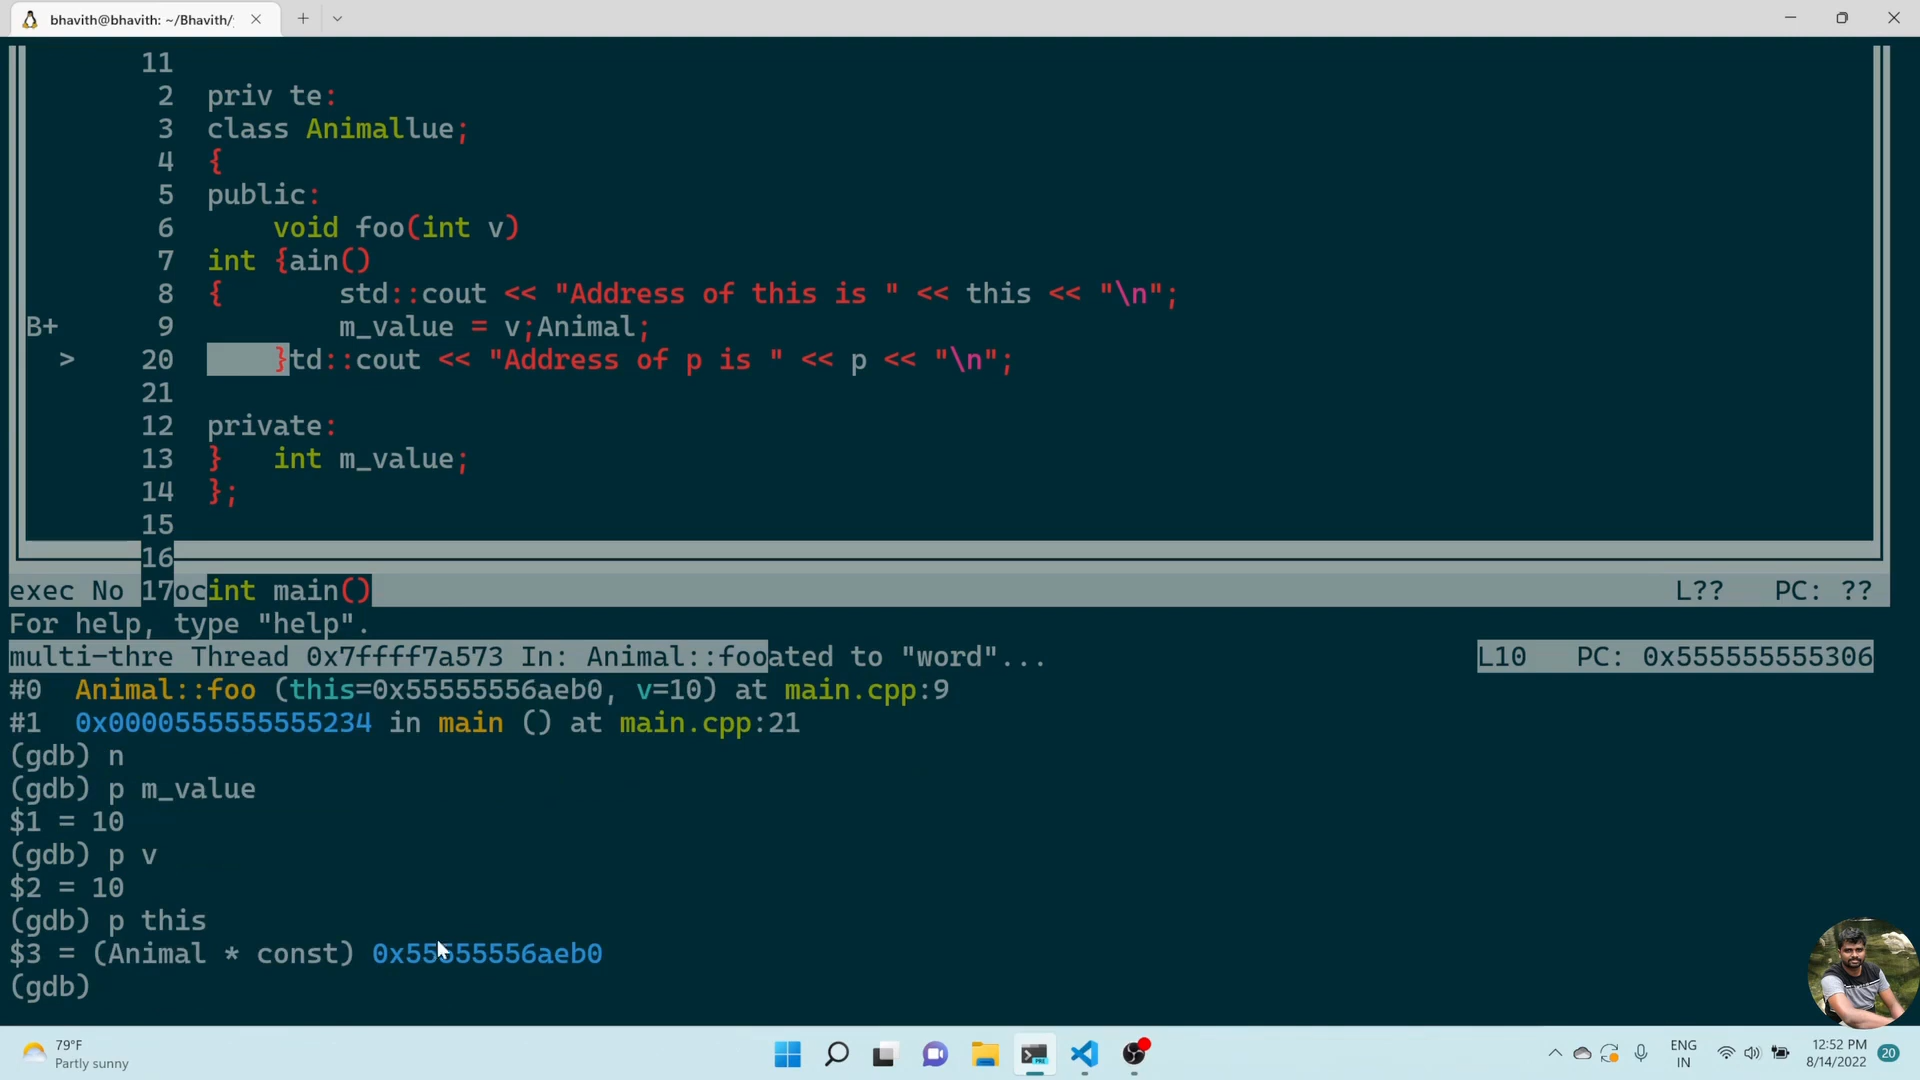 bhavith@bhavith: ~/Bhavith/
11
2 priv te:
3 class Animallue;
4 {
5 public:
6 void foo(int v)
7 int {ain()
8 { std::cout << "Address of this is " << this << "\n";
B+ 9 m_value = v;Animal;
> 20 }td::cout << "Address of p is " << p << "\n";
21
12 private:
13 } int m_value;
14 };
15
16
exec No 17ocint main() L?? PC: ??
For help, type "help".
multi-thre Thread 0x7ffff7a573 In: Animal::fooated to "word"... L10 PC: 0x555555555306
#0 Animal::foo (this=0x55555556aeb0, v=10) at main.cpp:9
#1 0x0000555555555234 in main () at main.cpp:21
(gdb) n
(gdb) p m_value
$1 = 10
(gdb) p v
$2 = 10
(gdb) p this
$3 = (Animal * const) 0x55555556aeb0
(gdb)
79°F
Partly sunny
PRE
ENG
IN
12:52 PM
8/14/2022
20